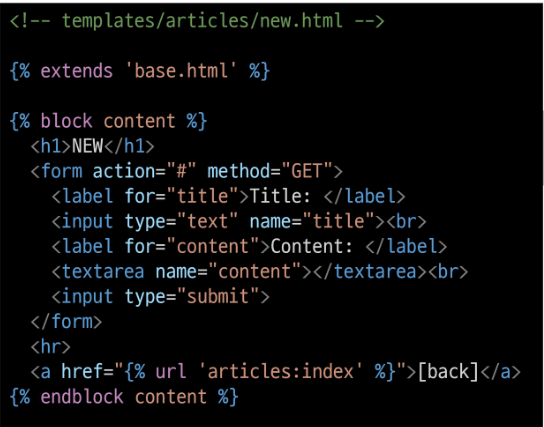 <!-- templates/articles/new.html -->
{% extends 'base.html' %}
{% block content %}
<h1>NEW</h1>
<form action="#" method="GET">
<label for="title">Title: </label>
<input type="text" name="title"><br>
<label for="content">Content: </label>
<textarea name="content"></textarea><br>
<input type="submit">
</form>
<hr>
<a href="{% url 'articles:index' %}">[back]</a>
{% endblock content %}